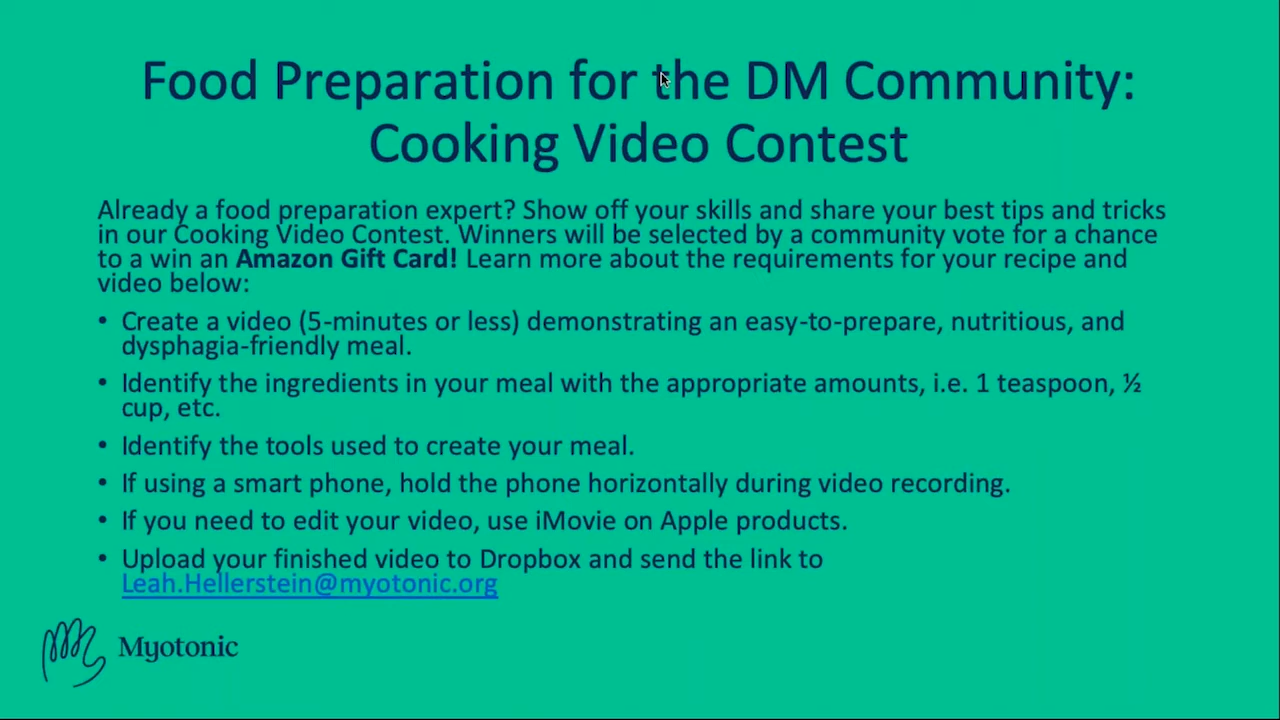 Food Preparation for the DM Community:
Cooking Video Contest
Already a food preparation expert? Show off your skills and share your best tips and tricks
in our Cooking Video Contest. Winners will be selected by a community vote for a chance
to a win an Amazon Gift Card! Learn more about the requirements for your recipe and
video below:
• Create a video (5-minutes or less) demonstrating an easy-to-prepare, nutritious, and
dysphagia-friendly meal.
• Identify the ingredients in your meal with the appropriate amounts, i.e. 1 teaspoon, ½
cup, etc.
• Identify the tools used to create your meal.
• If using a smart phone, hold the phone horizontally during video recording.
• If you need to edit your video, use iMovie on Apple products.
• Upload your finished video to Dropbox and send the link to
Leah.Hellerstein@myotonic.org
Myotonic